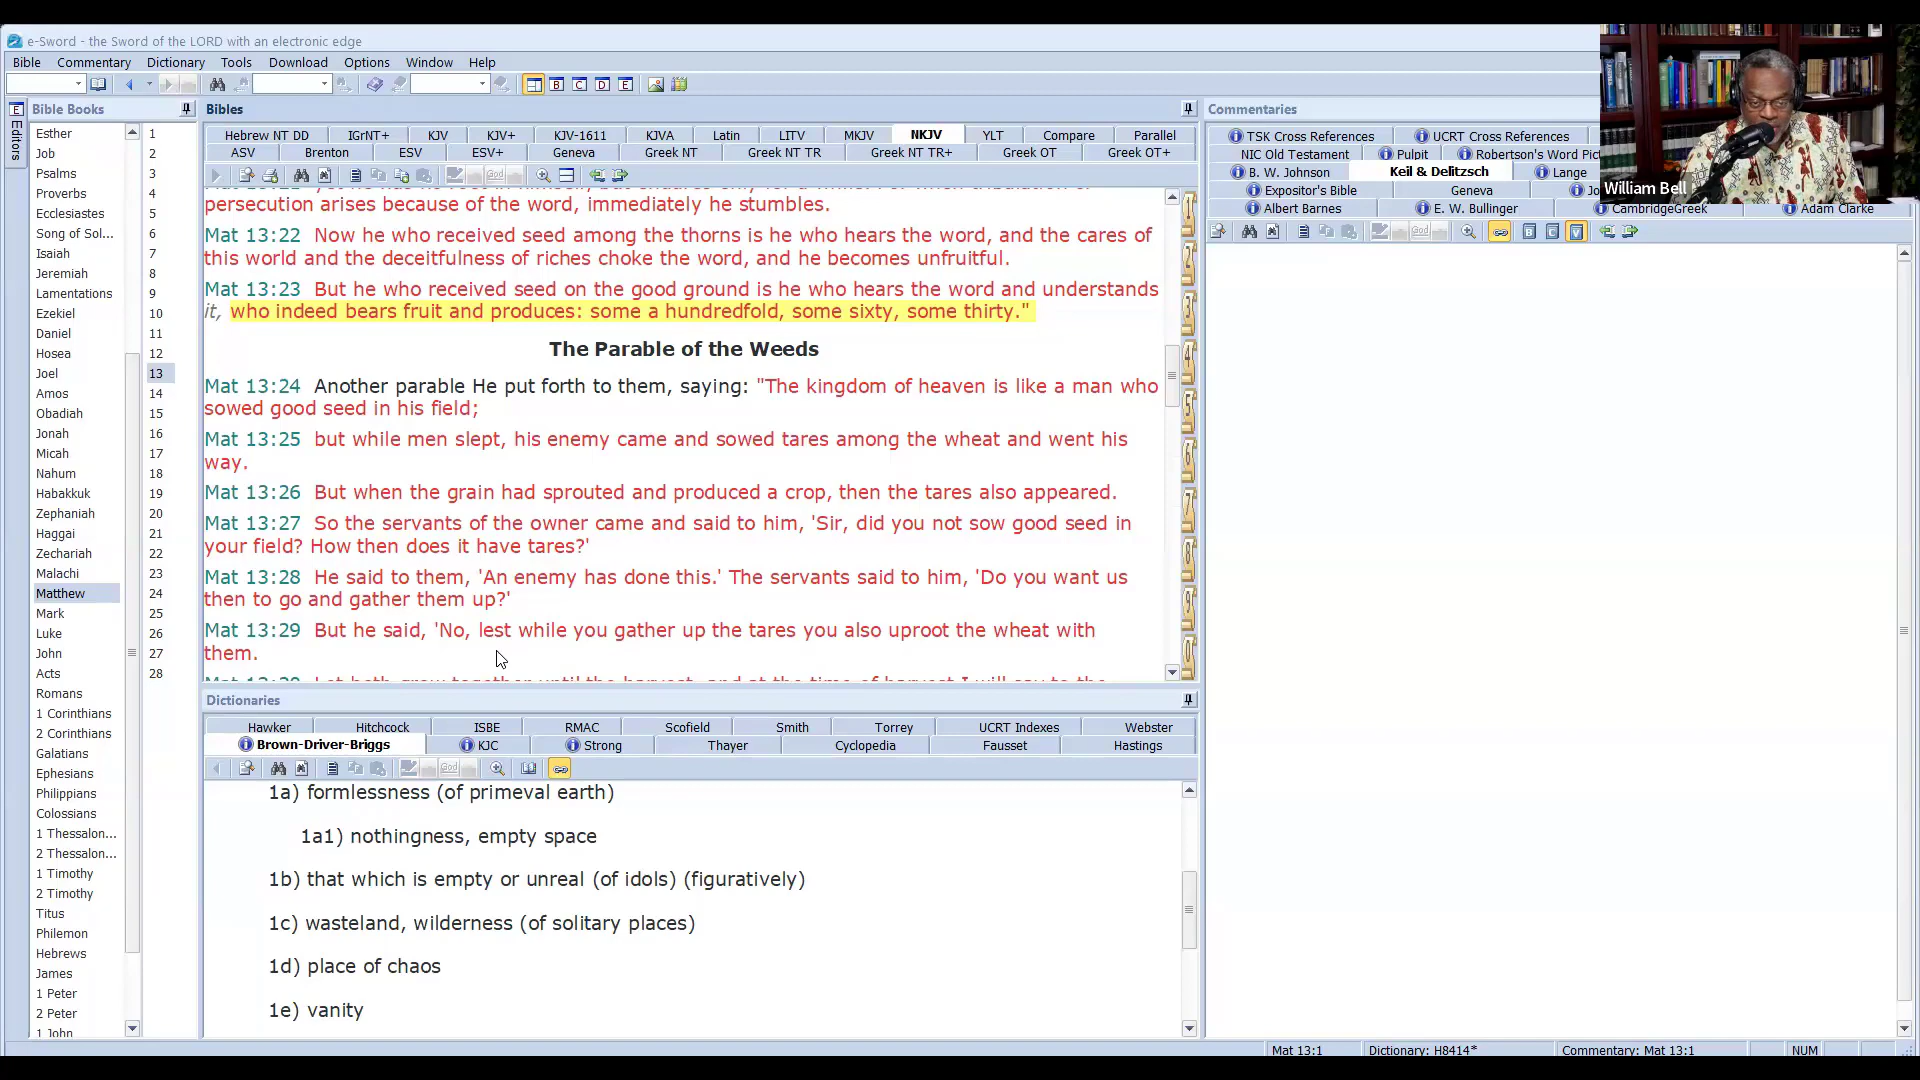 e-Sword - the Sword of the LORD with an electronic edge
Bible Commentary Dictionary Tools Download Options Window Help
Editors
Bible Books
Esther 1
Job 2
Psalms 3
Proverbs 4
Ecclesiastes 5
Song of Sol... 6
Isaiah 7
Jeremiah 8
Lamentations 9
Ezekiel 10
Daniel 11
Hosea 12
Joel 13
Amos 14
Obadiah 15
Jonah 16
Micah 17
Nahum 18
Habakkuk 19
Zephaniah 20
Haggai 21
Zechariah 22
Malachi 23
Matthew 24
Mark 25
Luke 26
John 27
Acts 28
Romans
1 Corinthians
2 Corinthians
Galatians
Ephesians
Philippians
Colossians
1 Thessalon...
2 Thessalon...
1 Timothy
2 Timothy
Titus
Philemon
Hebrews
James
1 Peter
2 Peter
1 John
Bibles
Hebrew NT DD IGrNT+ KJV KJV+ KJV-1611 KJVA Latin LITV MKJV NKJV YLT Compare Parallel
ASV Brenton ESV ESV+ Geneva Greek NT Greek NT TR Greek NT TR+ Greek OT Greek OT+
persecution arises because of the word, immediately he stumbles.
Mat 13:22 Now he who received seed among the thorns is he who hears the word, and the cares of
this world and the deceitfulness of riches choke the word, and he becomes unfruitful.
Mat 13:23 But he who received seed on the good ground is he who hears the word and understands
it, who indeed bears fruit and produces: some a hundredfold, some sixty, some thirty."
The Parable of the Weeds
Mat 13:24 Another parable He put forth to them, saying: "The kingdom of heaven is like a man who
sowed good seed in his field;
Mat 13:25 but while men slept, his enemy came and sowed tares among the wheat and went his
way.
Mat 13:26 But when the grain had sprouted and produced a crop, then the tares also appeared.
Mat 13:27 So the servants of the owner came and said to him, 'Sir, did you not sow good seed in
your field? How then does it have tares?'
Mat 13:28 He said to them, 'An enemy has done this.' The servants said to him, 'Do you want us
then to go and gather them up?'
Mat 13:29 But he said, 'No, lest while you gather up the tares you also uproot the wheat with
them.
1
2
3
4
5
6
7
8
9
0
Dictionaries
Hawker Hitchcock ISBE RMAC Scofield Smith Torrey UCRT Indexes Webster
Brown-Driver-Briggs KJC Strong Thayer Cyclopedia Fausset Hastings
1a) formlessness (of primeval earth)
1a1) nothingness, empty space
1b) that which is empty or unreal (of idols) (figuratively)
1c) wasteland, wilderness (of solitary places)
1d) place of chaos
1e) vanity
Commentaries
TSK Cross References UCRT Cross References
NIC Old Testament Pulpit Robertson's Word Pic
B. W. Johnson Keil & Delitzsch Lange
Expositor's Bible Geneva Jo
Albert Barnes E. W. Bullinger CambridgeGreek Adam Clarke
William Bell
Mat 13:1 Dictionary: H8414* Commentary: Mat 13:1 NUM